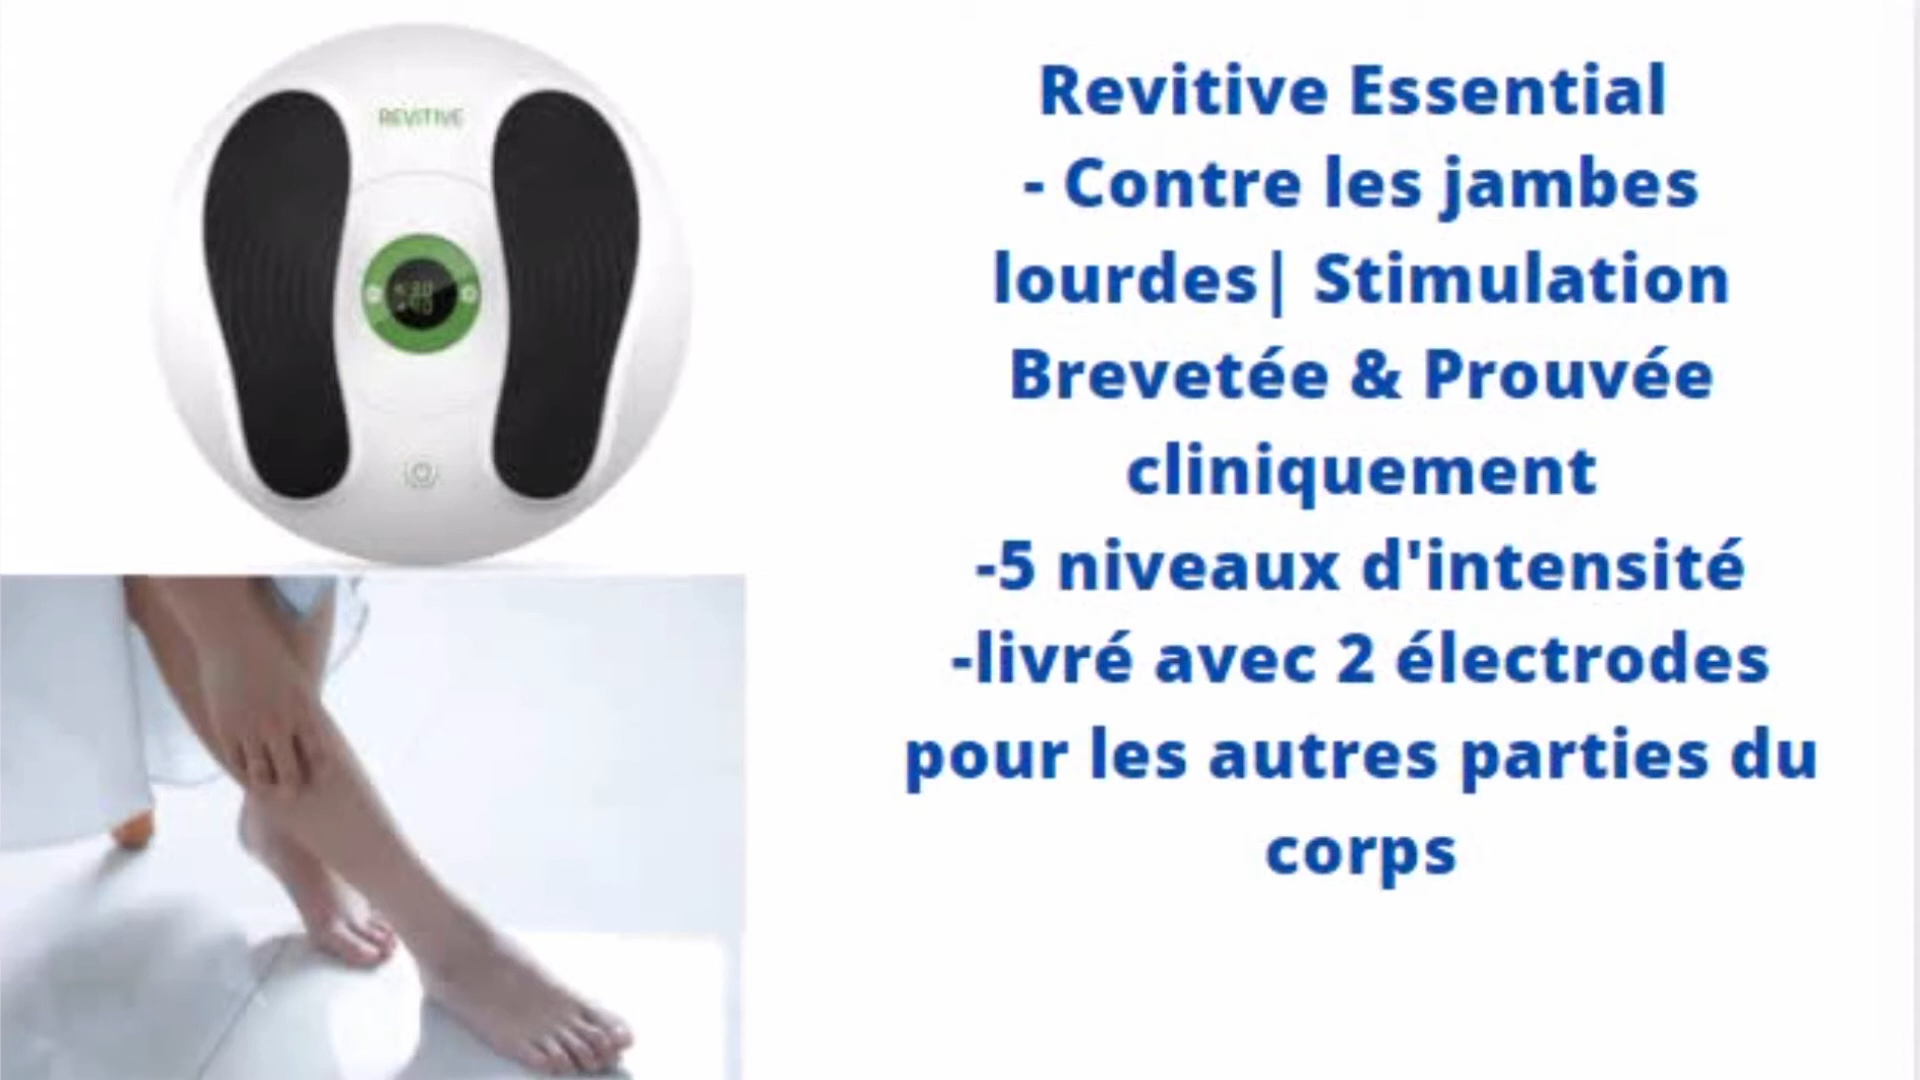 REVITIVE
Revitive Essential
- Contre les jambes
lourdes| Stimulation
Brevetée & Prouvée
cliniquement
-5 niveaux d'intensité
-livré avec 2 électrodes
pour les autres parties du
corps